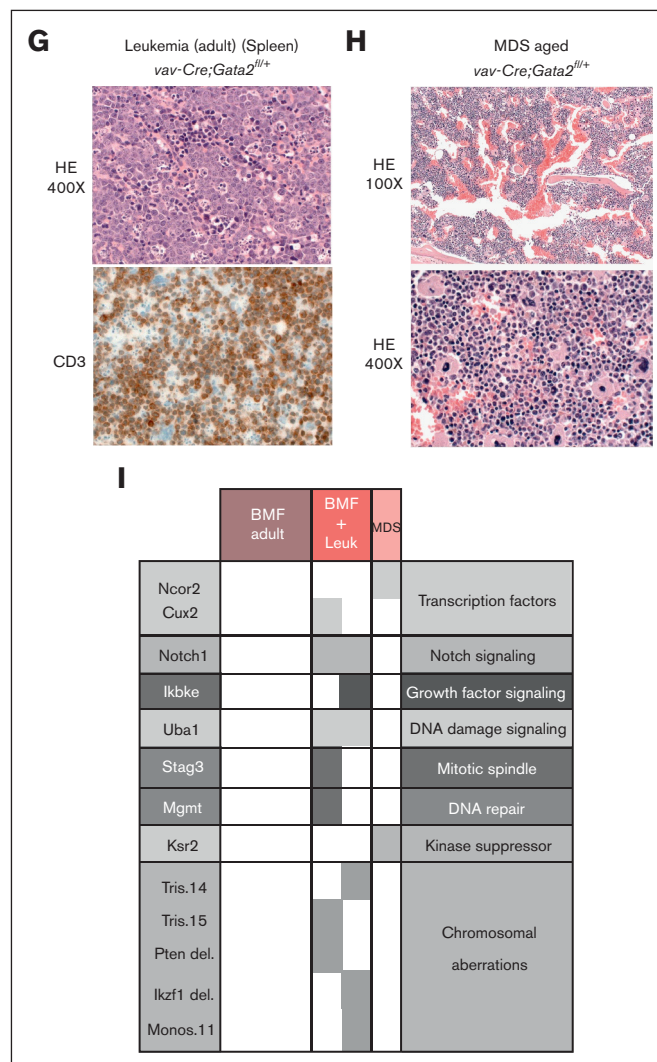 G
Leukemia (adult) (Spleen)
vav-Cre;Gata2fl/+
HE
400X
CD3
H
MDS aged
vav-Cre;Gata2fl/+
HE
100X
HE
400X
I
BMF
adult
BMF
+
Leuk
MDS
Ncor2
Cux2
Transcription factors
Notch1
Notch signaling
Ikbke
Growth factor signaling
Uba1
DNA damage signaling
Stag3
Mitotic spindle
Mgmt
DNA repair
Ksr2
Kinase suppressor
Tris.14
Tris.15
Pten del.
Ikzf1 del.
Monos.11
Chromosomal
aberrations